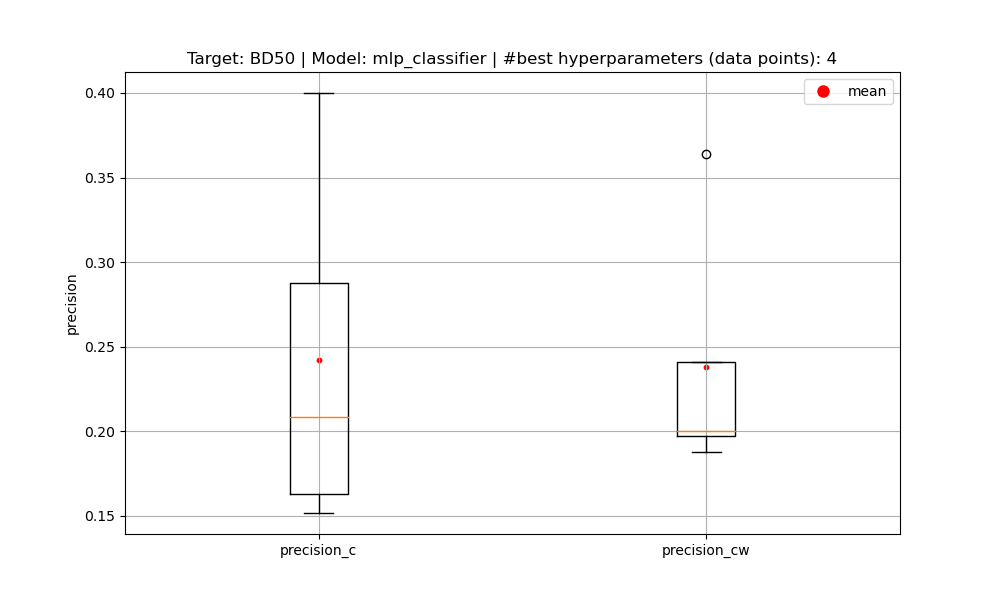 Target: BD50 | Model: mlp_classifier | #best hyperparameters (data points): 4
mean
0.40
0.35
0.30
0.25
0.20
0.15
precision
precision_c
precision_cw